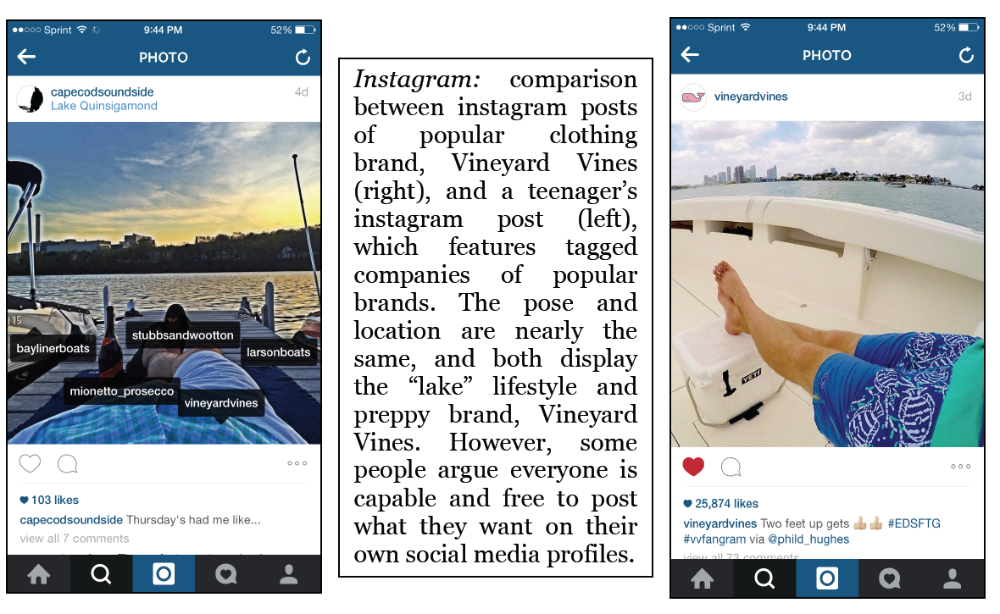 Sprint 9:44 PM 52%
PHOTO
capecodsoundside 4d
Lake Quinsigamond
15
baylinerboats
stubbsandwootton
larsonboats
mionetto_prosecco
vineyardvines
103 likes
capecodsoundside Thursday's had me like...
view all 7 comments
Instagram: comparison
between instagram posts
of popular clothing
brand, Vineyard Vines
(right), and a teenager’s
instagram post (left),
which features tagged
companies of popular
brands. The pose and
location are nearly the
same, and both display
the “lake” lifestyle and
preppy brand, Vineyard
Vines. However, some
people argue everyone is
capable and free to post
what they want on their
own social media profiles.
Sprint 9:44 PM 52%
PHOTO
vineyardvines 3d
YETI
25,874 likes
vineyardvines Two feet up gets 👍🏼👍🏼 #EDSFTG
#vvfangram via @phild_hughes
view all 73 comments